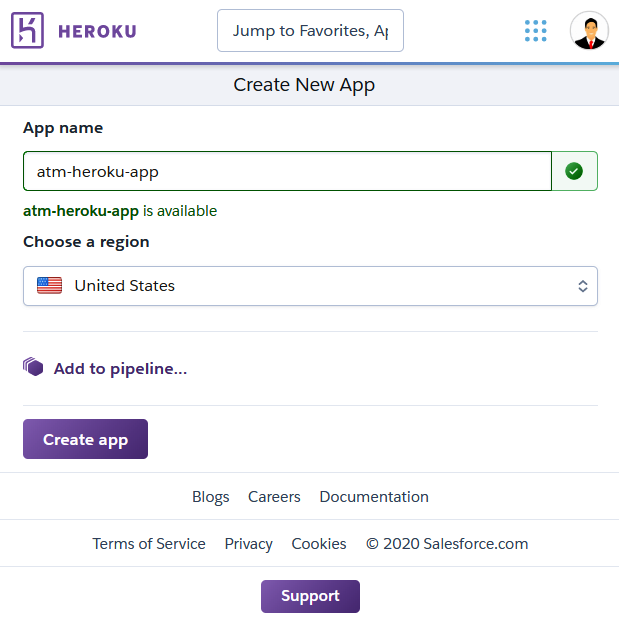 HEROKU
Jump to Favorites, Ap
Create New App
App name
atm-heroku-app
atm-heroku-app is available
Choose a region
United States
Add to pipeline...
Create app
Blogs Careers Documentation
Terms of Service Privacy Cookies © 2020 Salesforce.com
Support